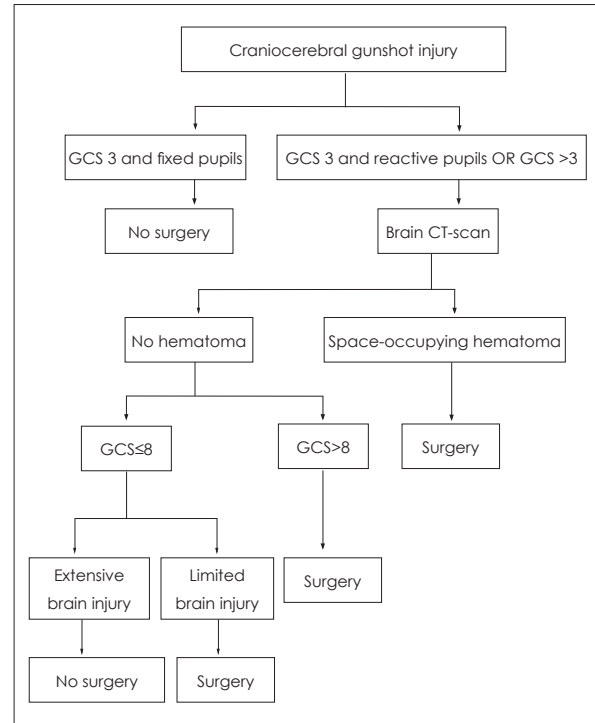 Craniocerebral gunshot injury
GCS 3 and fixed pupils
GCS 3 and reactive pupils OR GCS >3
No surgery
Brain CT-scan
No hematoma
Space-occupying hematoma
GCS≤8
GCS>8
Surgery
Extensive
brain injury
Limited
brain injury
Surgery
No surgery
Surgery